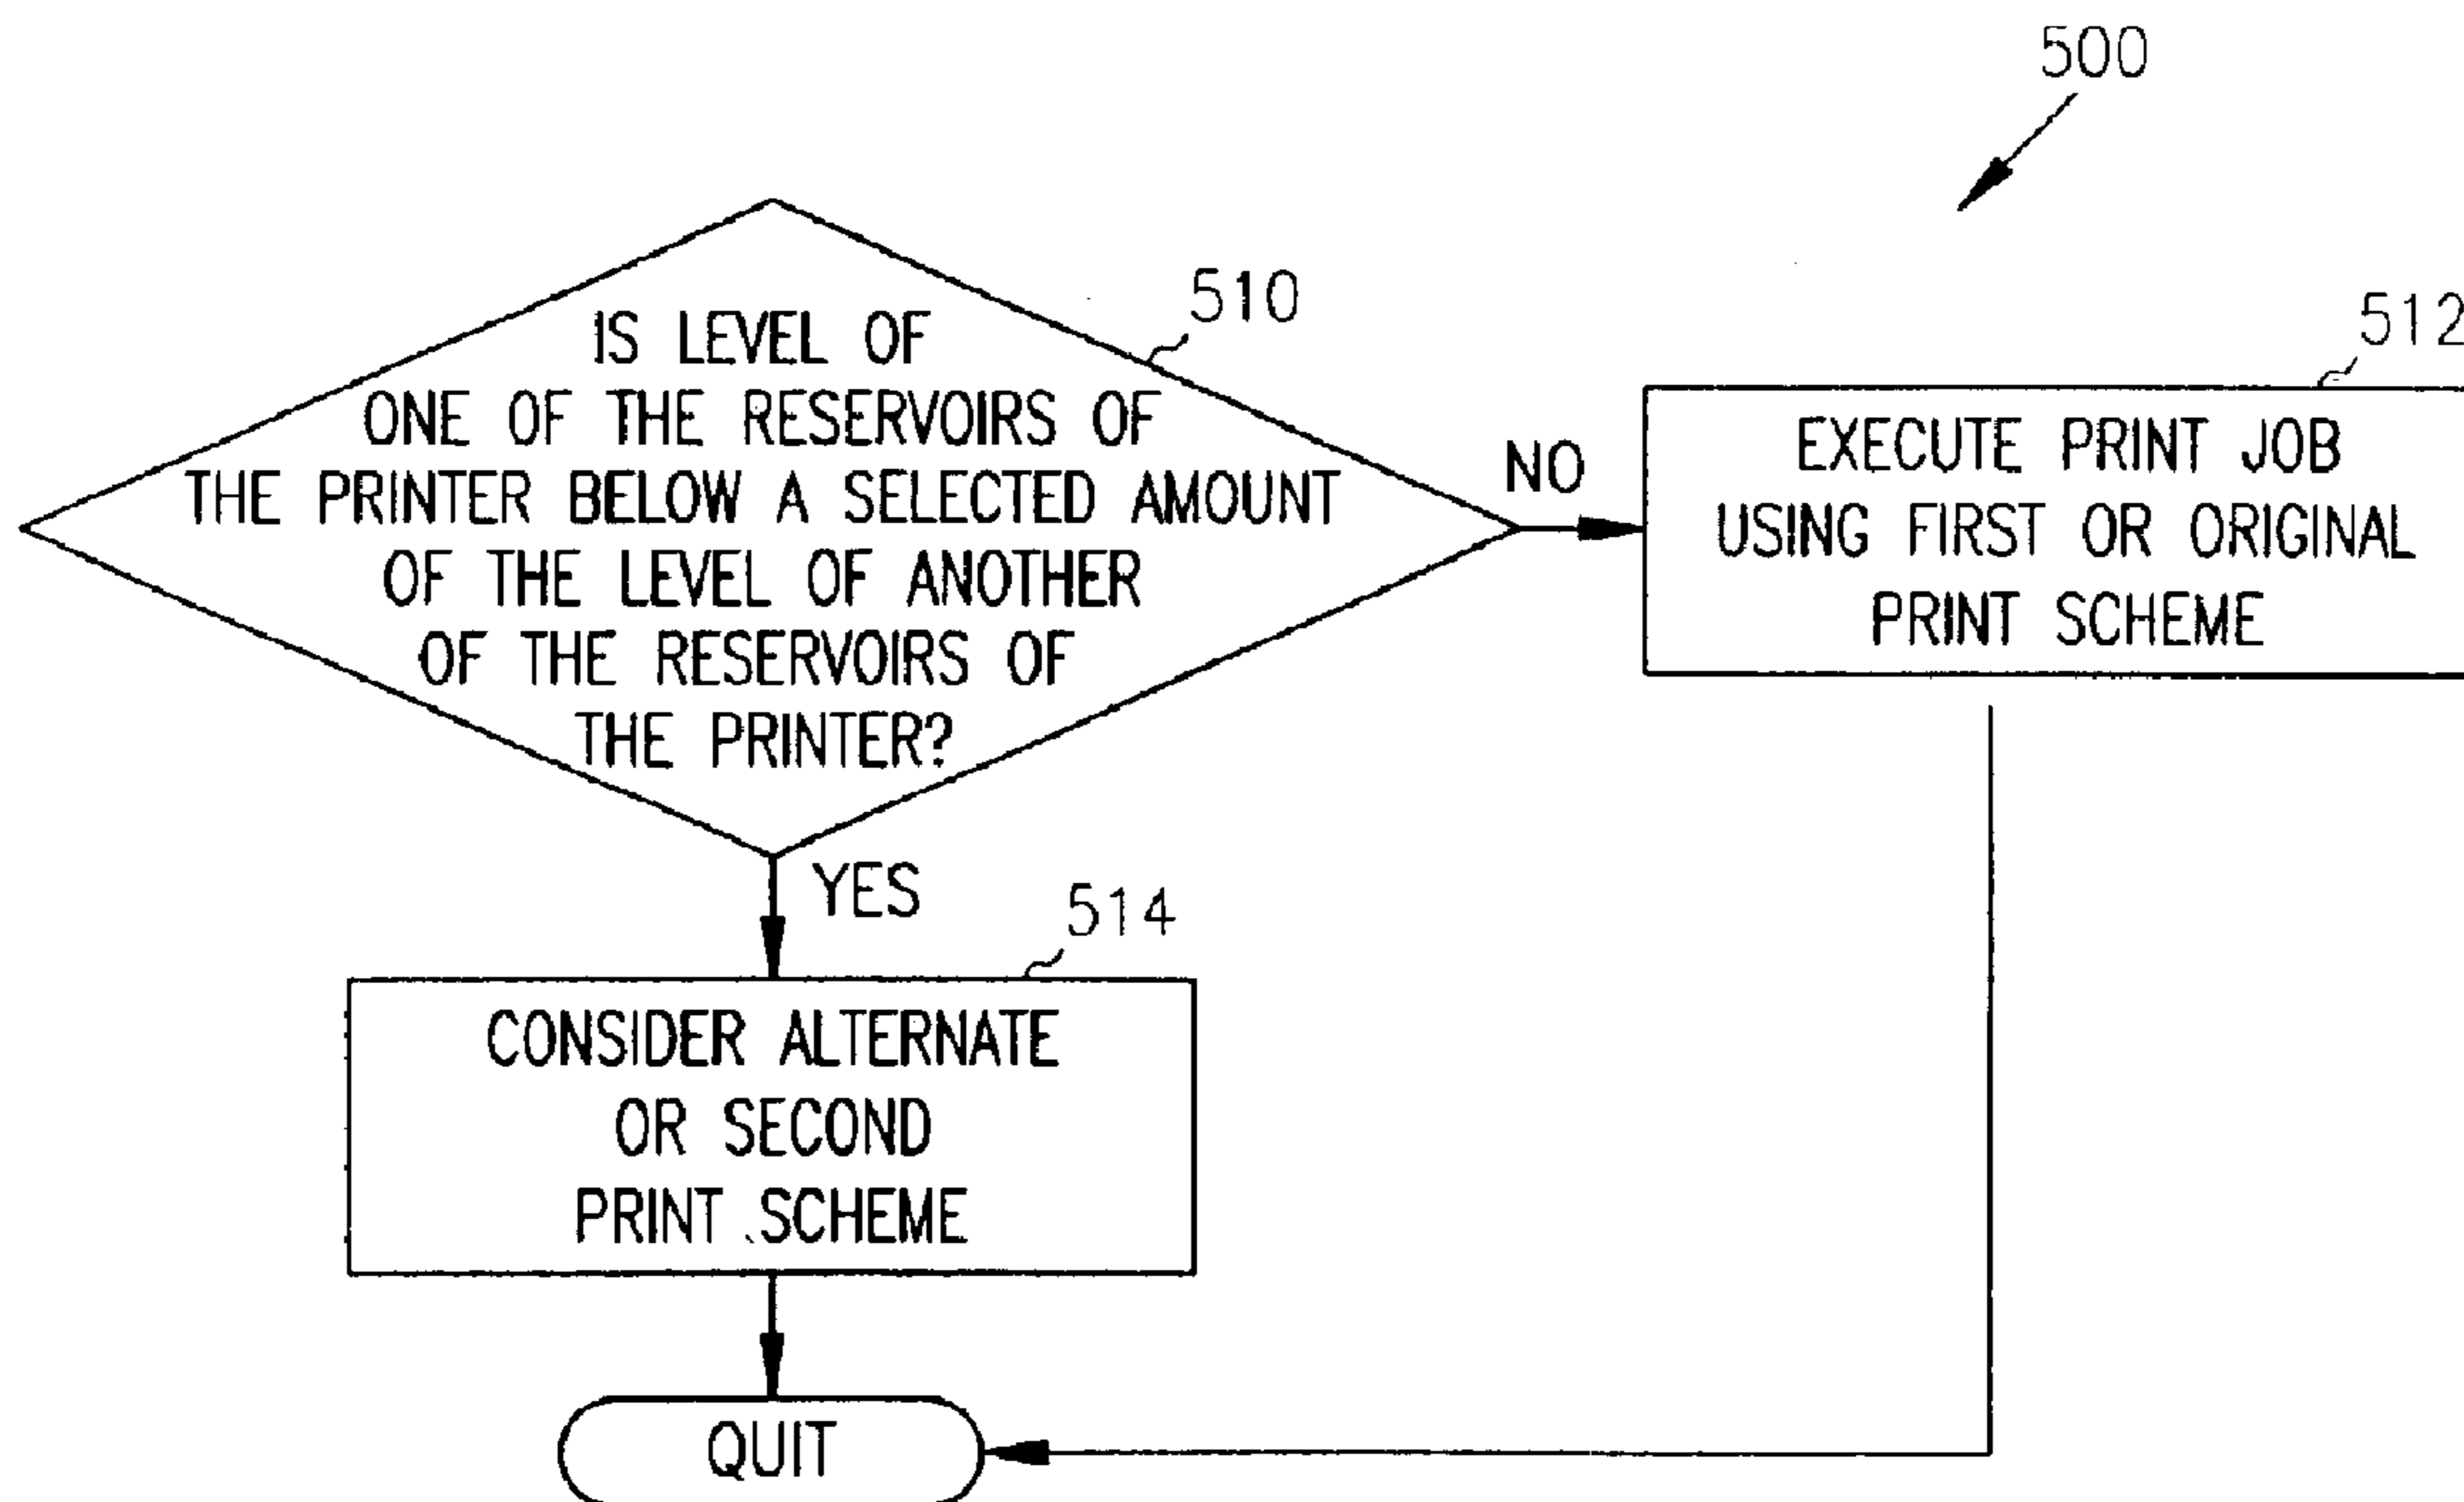 500
510
IS LEVEL OF
ONE OF THE RESERVOIRS OF
THE PRINTER BELOW A SELECTED AMOUNT
OF THE LEVEL OF ANOTHER
OF THE RESERVOIRS OF
THE PRINTER?
NO
512
EXECUTE PRINT JOB
USING FIRST OR ORIGINAL
PRINT SCHEME
YES
514
CONSIDER ALTERNATE
OR SECOND
PRINT SCHEME
QUIT